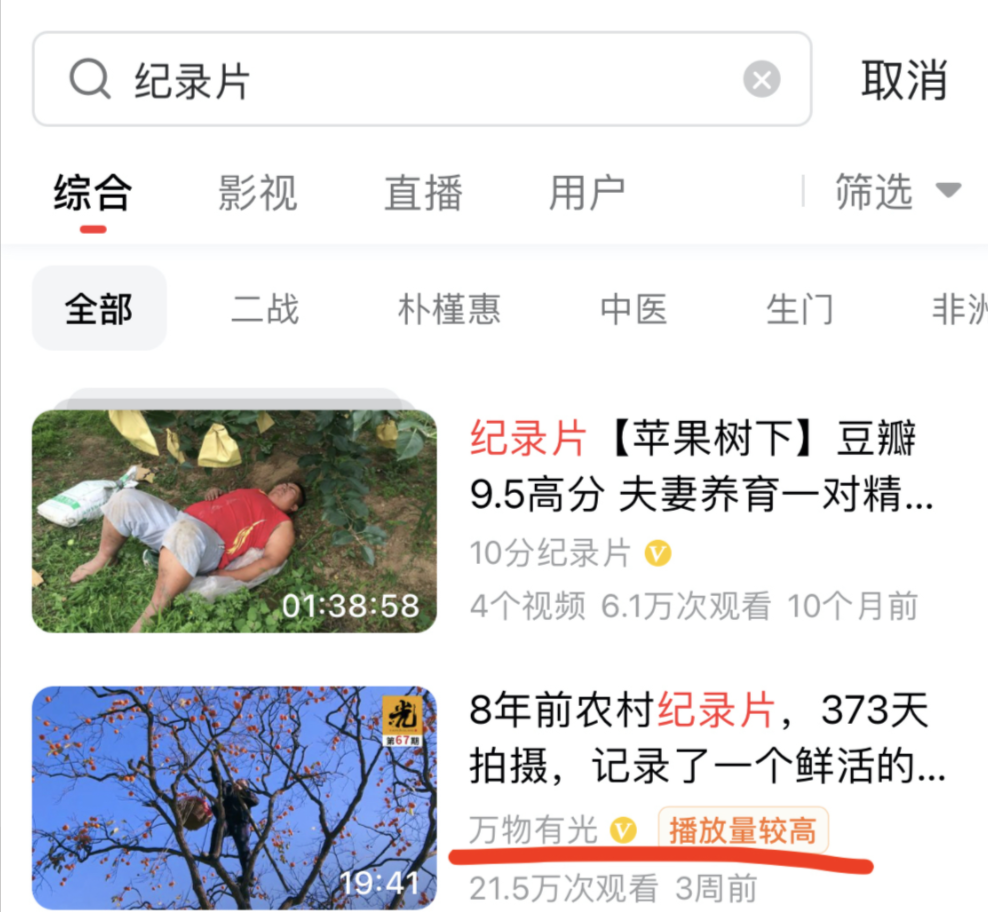 纪录片
取消
综合 影视 直播 用户 筛选
全部 二战 朴槿惠 中医 生门 非洲
纪录片【苹果树下】豆瓣
9.5高分 夫妻养育一对精...
10分纪录片
4个视频 6.1万次观看 10个月前
01:38:58
光
第67期
8年前农村纪录片，373天
拍摄，记录了一个鲜活的...
万物有光 播放量较高
21.5万次观看 3周前
19:41